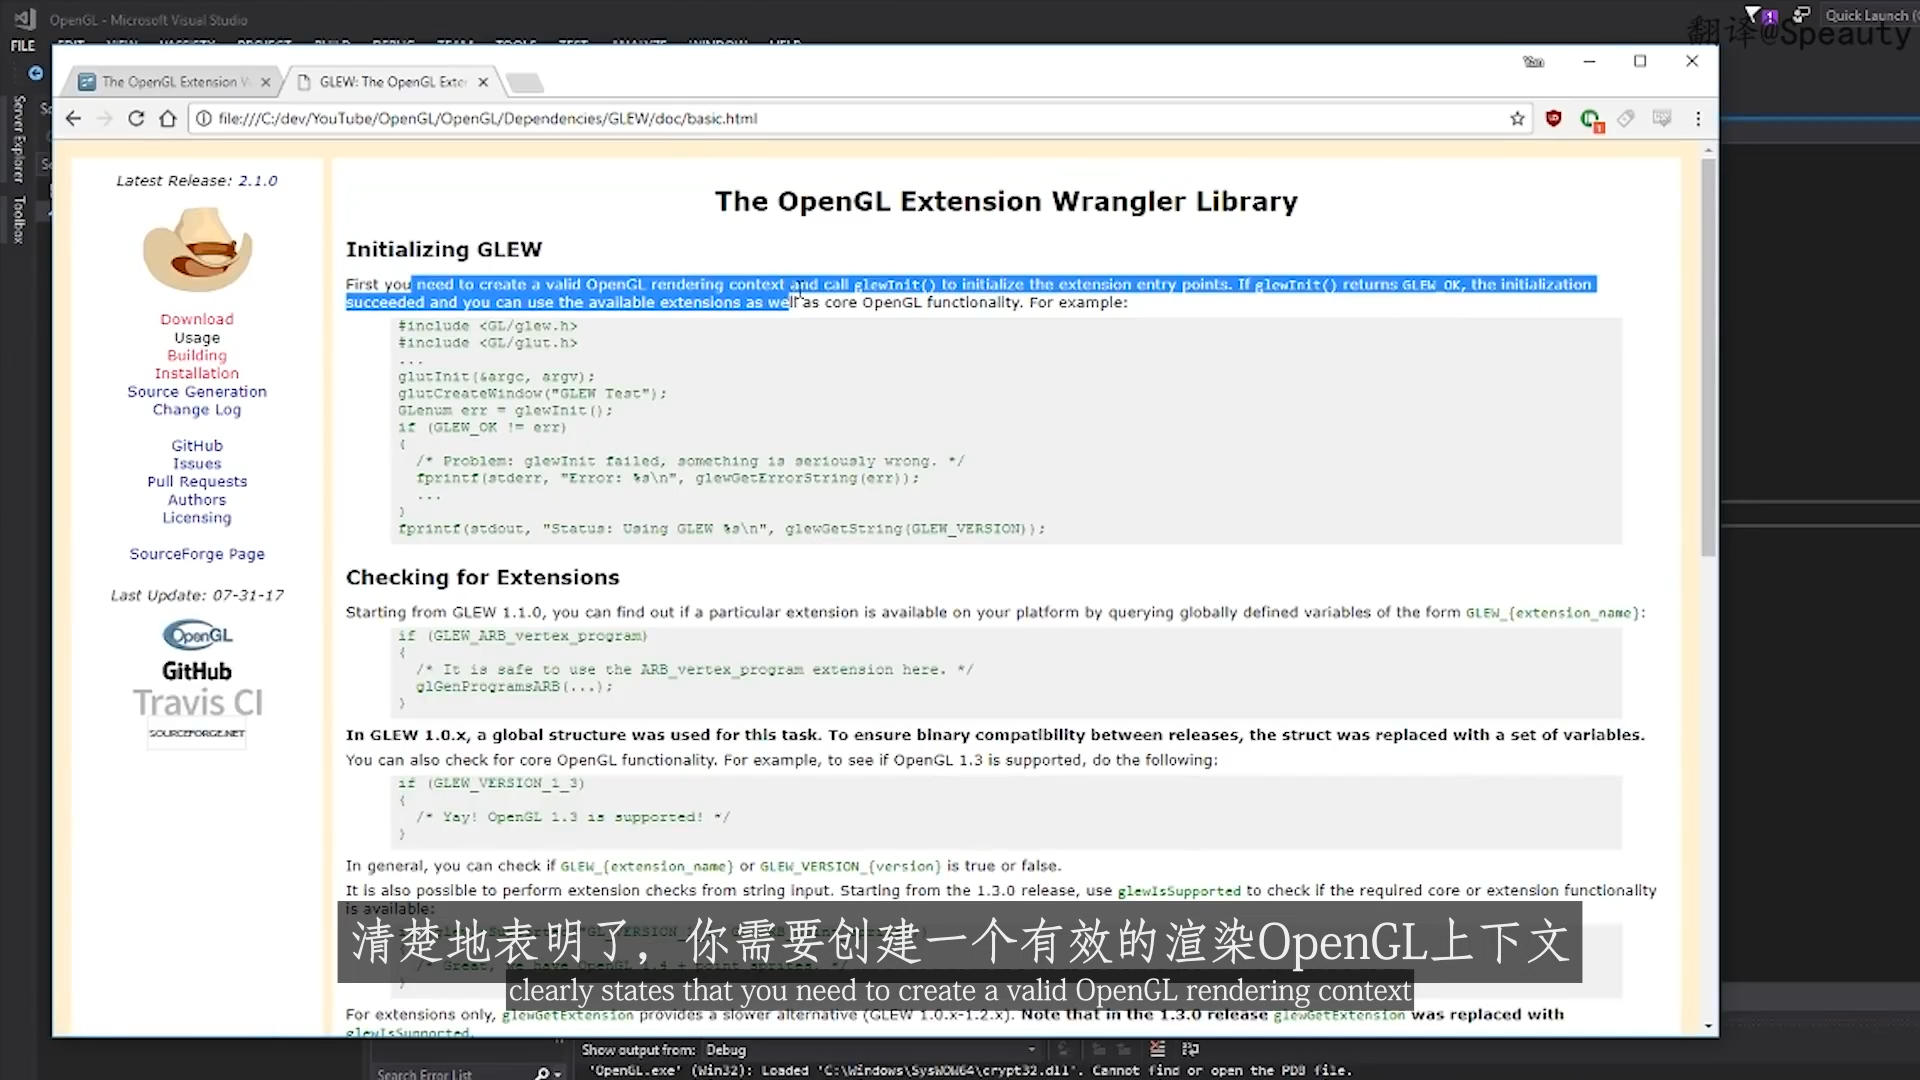 OpenGL - Microsoft Visual Studio
Quick Launch
翻译@Speauty
FILE
The OpenGL Extension
GLEW: The OpenGL Exte
file:///C:/dev/YouTube/OpenGL/OpenGL/Dependencies/GLEW/doc/basic.html
Server Explorer
Toolbox
Latest Release: 2.1.0
Download
Usage
Building
Installation
Source Generation
Change Log
GitHub
Issues
Pull Requests
Authors
Licensing
SourceForge Page
Last Update: 07-31-17
OpenGL
GitHub
Travis CI
SOURCEFORGE.NET
The OpenGL Extension Wrangler Library
Initializing GLEW
First you need to create a valid OpenGL rendering context and call glewInit() to initialize the extension entry points. If glewInit() returns GLEW_OK, the initialization
succeeded and you can use the available extensions as well as core OpenGL functionality. For example:
#include <GL/glew.h>
#include <GL/glut.h>
...
glutInit(&argc, argv);
glutCreateWindow("GLEW Test");
GLenum err = glewInit();
if (GLEW_OK != err)
{
/* Problem: glewInit failed, something is seriously wrong. */
fprintf(stderr, "Error: %s\n", glewGetErrorString(err));
...
}
fprintf(stdout, "Status: Using GLEW %s\n", glewGetString(GLEW_VERSION));
Checking for Extensions
Starting from GLEW 1.1.0, you can find out if a particular extension is available on your platform by querying globally defined variables of the form GLEW_{extension_name}:
if (GLEW_ARB_vertex_program)
{
/* It is safe to use the ARB_vertex_program extension here. */
glGenProgramsARB(...);
}
In GLEW 1.0.x, a global structure was used for this task. To ensure binary compatibility between releases, the struct was replaced with a set of variables.
You can also check for core OpenGL functionality. For example, to see if OpenGL 1.3 is supported, do the following:
if (GLEW_VERSION_1_3)
{
/* Yay! OpenGL 1.3 is supported! */
}
In general, you can check if GLEW_{extension_name} or GLEW_VERSION_{version} is true or false.
It is also possible to perform extension checks from string input. Starting from the 1.3.0 release, use glewIsSupported to check if the required core or extension functionality
is available:
清楚地表明了，你需要创建一个有效的渲染OpenGL上下文
clearly states that you need to create a valid OpenGL rendering context
For extensions only, glewGetExtension provides a slower alternative (GLEW 1.0.x-1.2.x). Note that in the 1.3.0 release glewGetExtension was replaced with
glewIsSupported.
Show output from: Debug
Search Error List
'OpenGL.exe' (Win32): Loaded 'C:\Windows\SysWOW64\crypt32.dll'. Cannot find or open the PDB file.